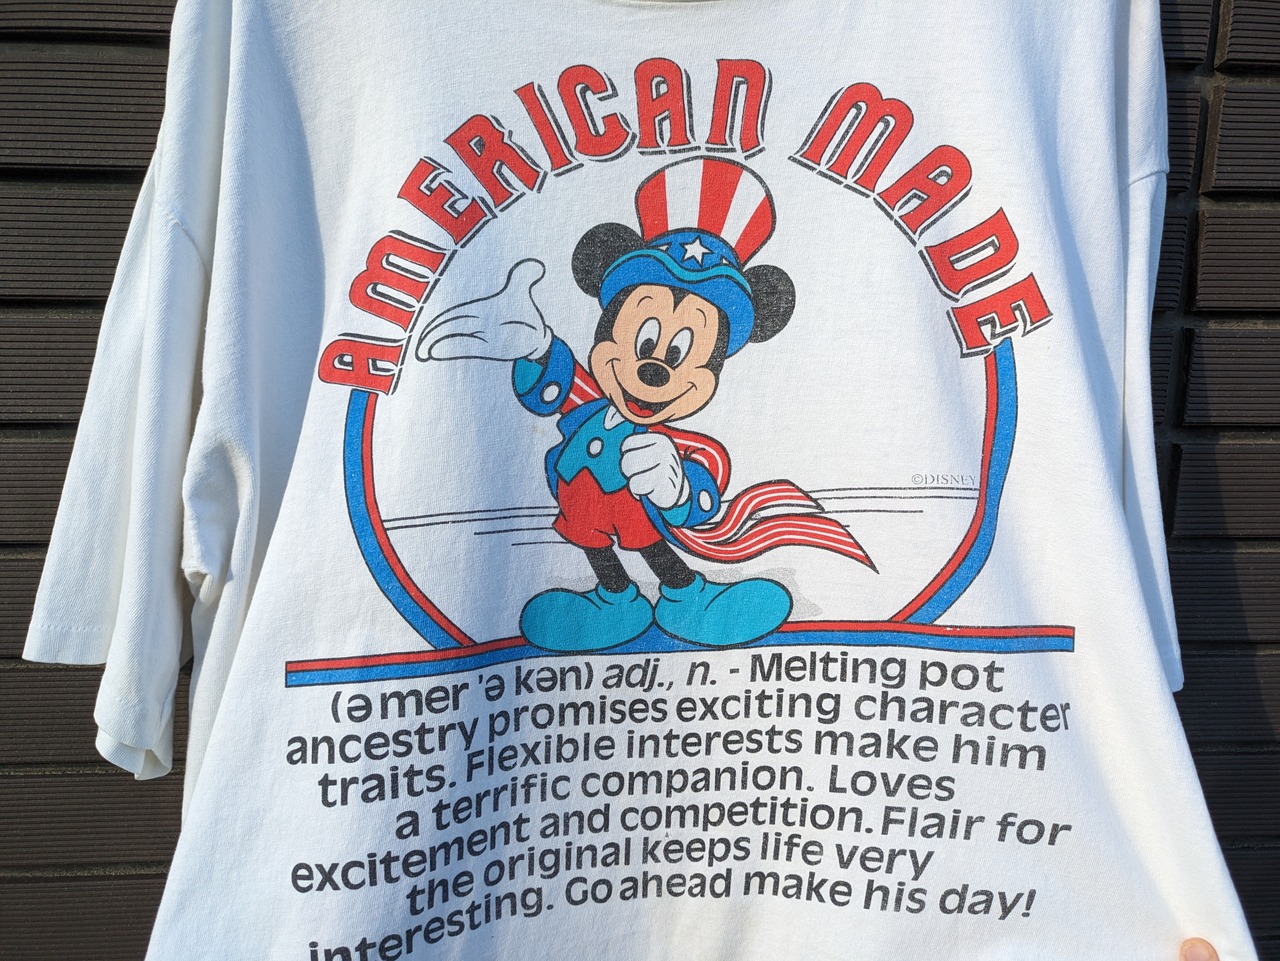 AMERICAN MADE
©DISNEY
(ə mer 'ə kən) adj., n. - Melting pot
ancestry promises exciting character
traits. Flexible interests make him
a terrific companion. Loves
excitement and competition. Flair for
the original keeps life very
interesting. Go ahead make his day!